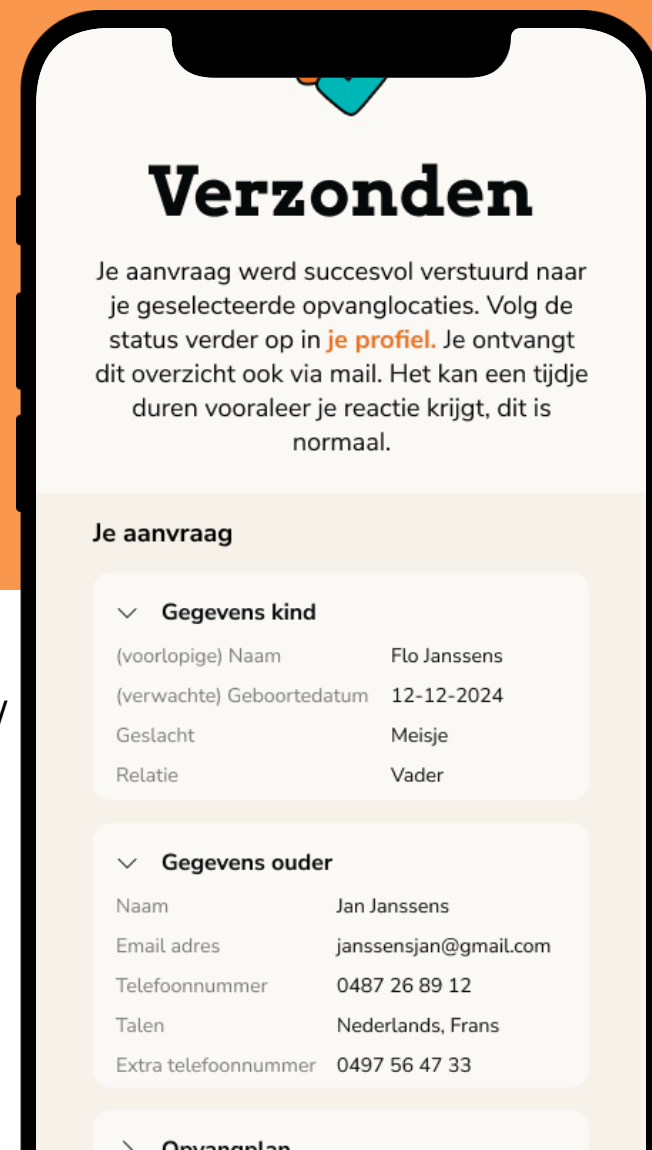 Verzonden
Je aanvraag werd succesvol verstuurd naar
je geselecteerde opvanglocaties. Volg de
status verder op in je profiel. Je ontvangt
dit overzicht ook via mail. Het kan een tijdje
duren vooraleer je reactie krijgt, dit is
normaal.
Je aanvraag
Gegevens kind
(voorlopige) Naam Flo Janssens
(verwachte) Geboortedatum 12-12-2024
Geslacht Meisje
Relatie Vader
Gegevens ouder
Naam Jan Janssens
Email adres janssensjan@gmail.com
Telefoonnummer 0487 26 89 12
Talen Nederlands, Frans
Extra telefoonnummer 0497 56 47 33
Opvangplan